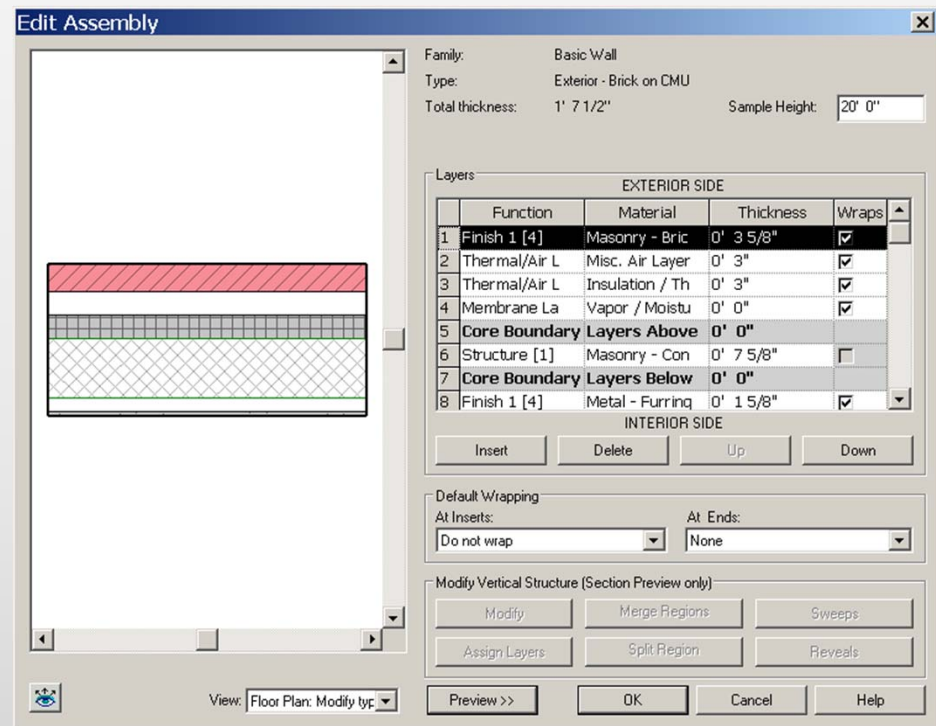 Edit Assembly
Family: Basic Wall
Type: Exterior - Brick on CMU
Total thickness: 1' 7 1/2" Sample Height: 20' 0"
Layers
EXTERIOR SIDE
Function Material Thickness Wraps
1 Finish 1 [4] Masonry - Bric 0' 3 5/8"
2 Thermal/Air L Misc. Air Layer 0' 3"
3 Thermal/Air L Insulation / Th 0' 3"
4 Membrane La Vapor / Moistu 0' 0"
5 Core Boundary Layers Above 0' 0"
6 Structure [1] Masonry - Con 0' 7 5/8"
7 Core Boundary Layers Below 0' 0"
8 Finish 1 [4] Metal - Furring 0' 1 5/8"
INTERIOR SIDE
Insert Delete Up Down
Default Wrapping
At Inserts: At Ends:
Do not wrap None
Modify Vertical Structure (Section Preview only)
Modify Merge Regions Sweeps
Assign Layers Split Region Reveals
View: Floor Plan: Modify typ Preview >> OK Cancel Help